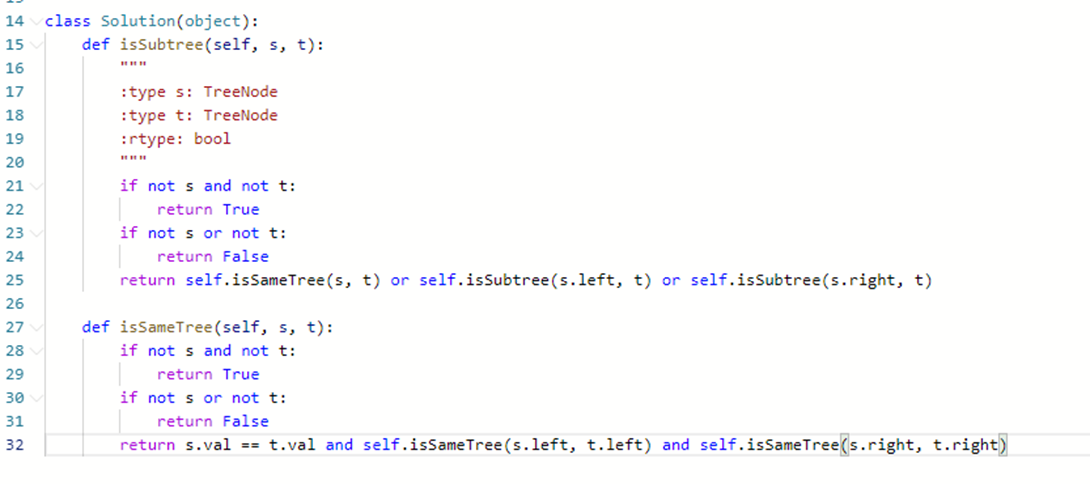 14 class Solution(object):
15     def isSubtree(self, s, t):
16         """
17         :type s: TreeNode
18         :type t: TreeNode
19         :rtype: bool
20         """
21         if not s and not t:
22             return True
23         if not s or not t:
24             return False
25         return self.isSameTree(s, t) or self.isSubtree(s.left, t) or self.isSubtree(s.right, t)
26
27     def isSameTree(self, s, t):
28         if not s and not t:
29             return True
30         if not s or not t:
31             return False
32         return s.val == t.val and self.isSameTree(s.left, t.left) and self.isSameTree(s.right, t.right)